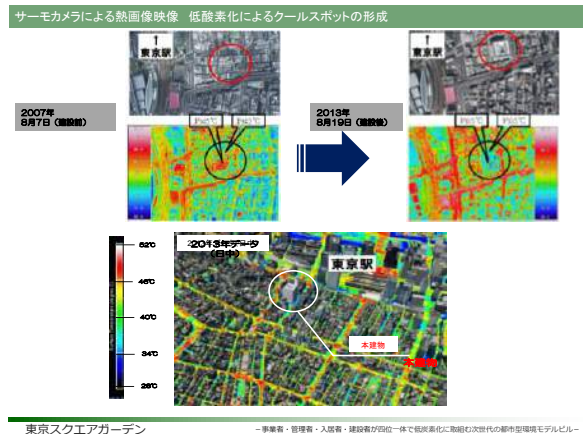 サーモカメラによる熱画像映像　低酸素化によるクールスポットの形成
↑
東京駅
↑
東京駅
2007年
8月7日（建設前）
2013年
8月19日（建設後）
52℃
46℃
40℃
34℃
28℃
2013年データ
（日中）
東京駅
本建物
本建物
東京スクエアガーデン
－事業者・管理者・入居者・建設者が四位一体で低炭素化に取組む次世代の都市型環境モデルビル－